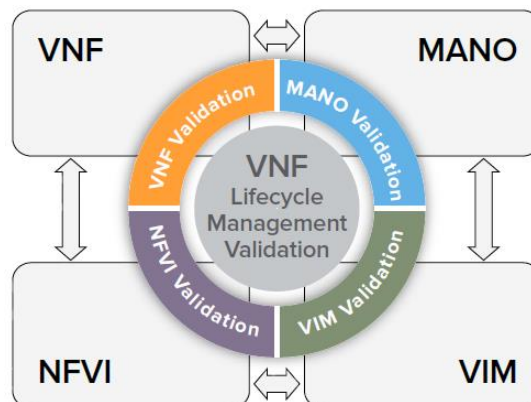 VNF
MANO
VNF Validation
MANO Validation
VNF
Lifecycle
Management
Validation
NFVI Validation
VIM Validation
NFVI
VIM